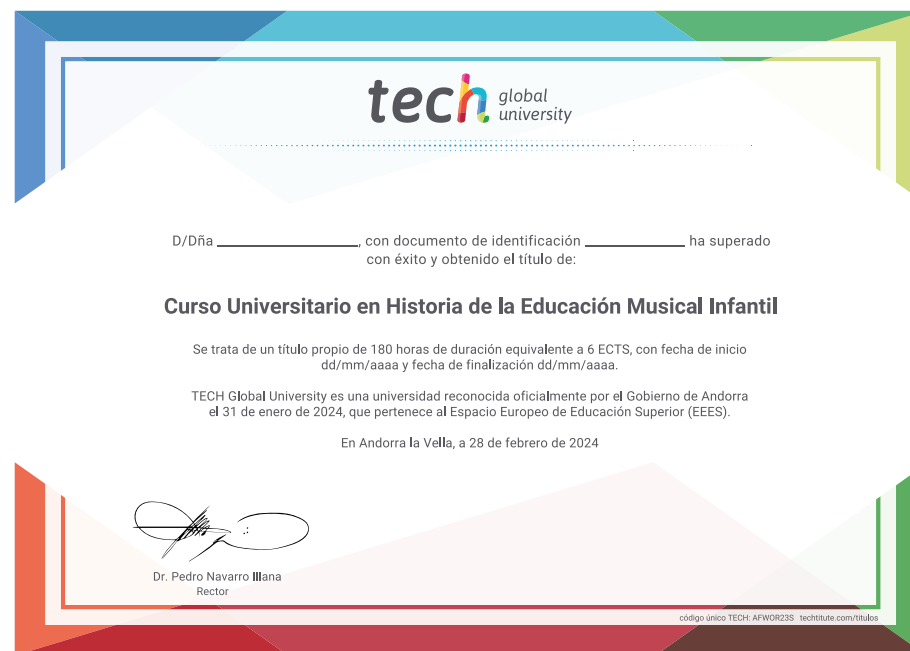 tech global university
D/Dña ____________, con documento de identificación ____________ ha superado
con éxito y obtenido el título de:
Curso Universitario en Historia de la Educación Musical Infantil
Se trata de un título propio de 180 horas de duración equivalente a 6 ECTS, con fecha de inicio
dd/mm/aaaa y fecha de finalización dd/mm/aaaa.
TECH Global University es una universidad reconocida oficialmente por el Gobierno de Andorra
el 31 de enero de 2024, que pertenece al Espacio Europeo de Educación Superior (EEES).
En Andorra la Vella, a 28 de febrero de 2024
Dr. Pedro Navarro Illana
Rector
código único TECH: AFWOR23S techtitute.com/titulos